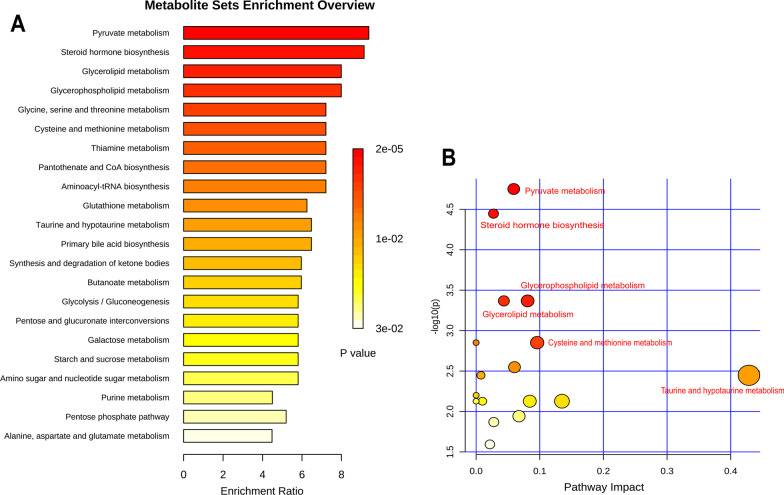 Metabolite Sets Enrichment Overview
A
Pyruvate metabolism
Steroid hormone biosynthesis
Glycerolipid metabolism
Glycerophospholipid metabolism
Glycine, serine and threonine metabolism
Cysteine and methionine metabolism
Thiamine metabolism
Pantothenate and CoA biosynthesis
Aminoacyl-tRNA biosynthesis
Glutathione metabolism
Taurine and hypotaurine metabolism
Primary bile acid biosynthesis
Synthesis and degradation of ketone bodies
Butanoate metabolism
Glycolysis / Gluconeogenesis
Pentose and glucuronate interconversions
Galactose metabolism
Starch and sucrose metabolism
Amino sugar and nucleotide sugar metabolism
Purine metabolism
Pentose phosphate pathway
Alanine, aspartate and glutamate metabolism
0 2 4 6 8
Enrichment Ratio
2e-05
1e-02
3e-02
P value
B
Pyruvate metabolism
Steroid hormone biosynthesis
Glycerophospholipid metabolism
Glycerolipid metabolism
Cysteine and methionine metabolism
Taurine and hypotaurine metabolism
4.5
4.0
3.5
3.0
2.5
2.0
1.5
-log10(p)
0.0 0.1 0.2 0.3 0.4
Pathway Impact